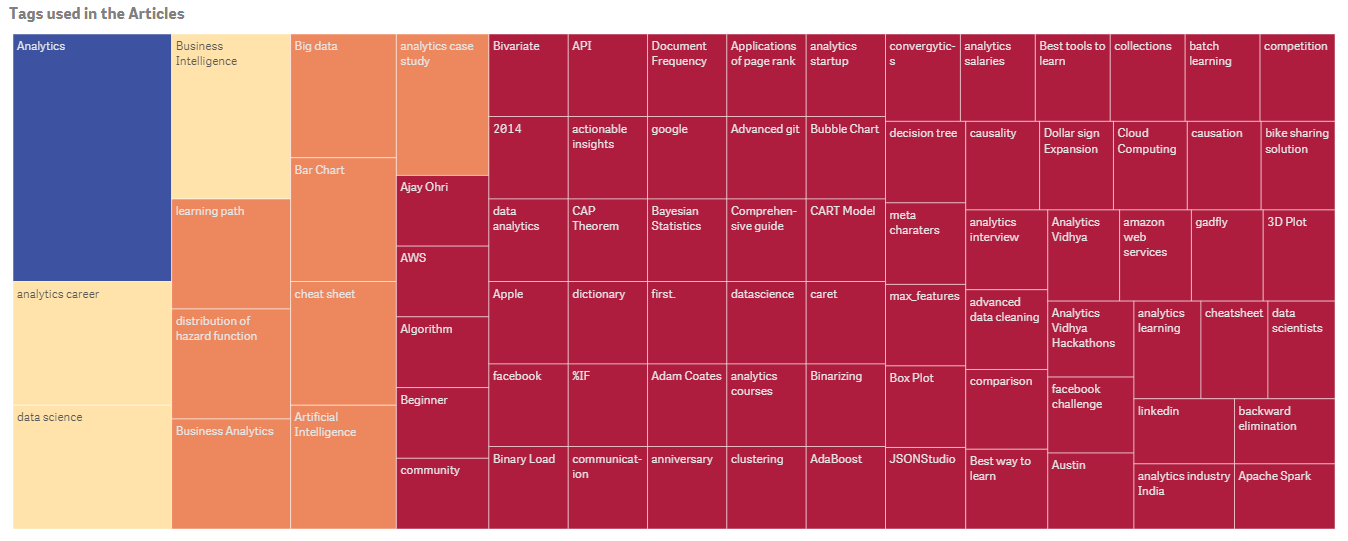 Tags used in the Articles
Analytics
analytics career
data science
Business
Intelligence
learning path
distribution of
hazard function
Business Analytics
Big data
Bar Chart
cheat sheet
Artificial
Intelligence
analytics case
study
Ajay Ohri
AWS
Algorithm
Beginner
community
Bivariate
2014
data
analytics
Apple
facebook
Binary Load
API
actionable
insights
CAP
Theorem
dictionary
%IF
communicat-
ion
Document
Frequency
google
Bayesian
Statistics
first.
Adam Coates
anniversary
Applications
of page rank
Advanced git
Comprehen-
sive guide
datascience
analytics
courses
clustering
analytics
startup
Bubble Chart
CART Model
caret
Binarizing
AdaBoost
convergytic-
s
analytics
salaries
Best tools to
learn
collections
batch
learning
competition
decision tree
meta
charaters
max_features
Box Plot
JSONStudio
causality
Dollar sign
Expansion
Cloud
Computing
causation
bike sharing
solution
analytics
interview
advanced
data cleaning
comparison
Best way to
learn
Analytics
Vidhya
amazon
web
services
gadfly
3D Plot
Analytics
Vidhya
Hackathons
facebook
challenge
Austin
analytics
learning
cheatsheet
data
scientists
linkedin
backward
elimination
analytics industry
India
Apache Spark